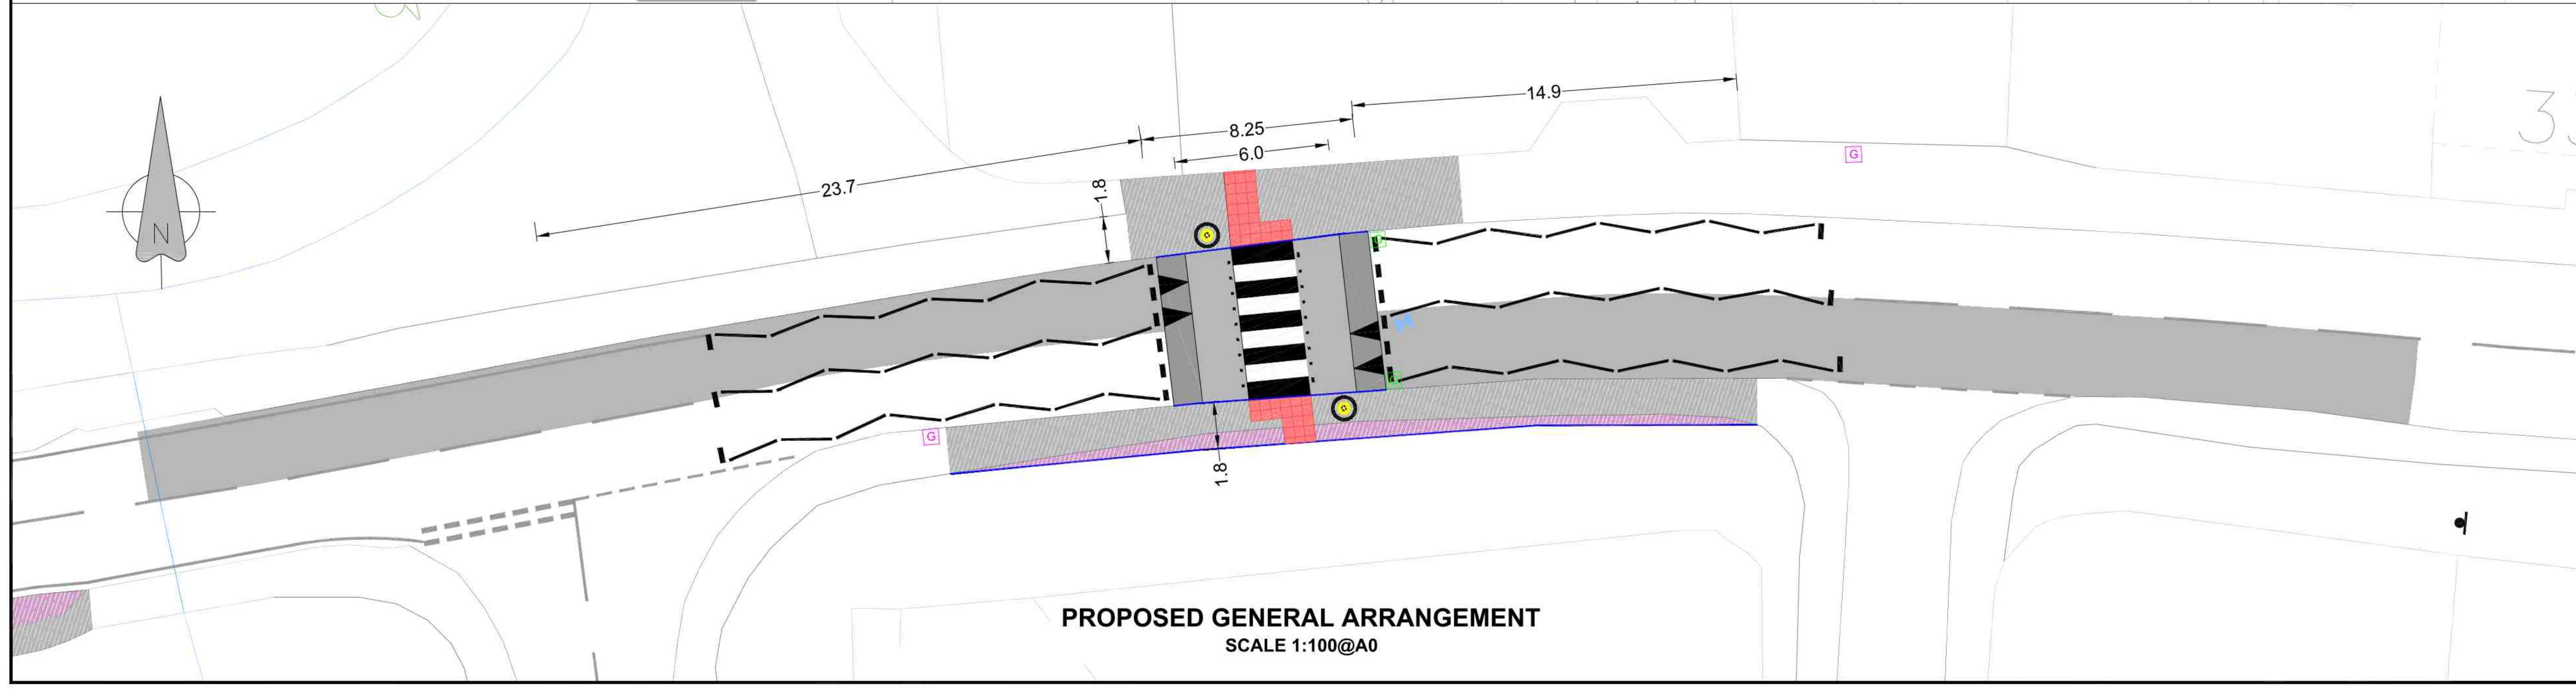 14.9
8.25
6.0
23.7
1.8
G
N
G
G
G
1.8
PROPOSED GENERAL ARRANGEMENT
SCALE 1:100@A0